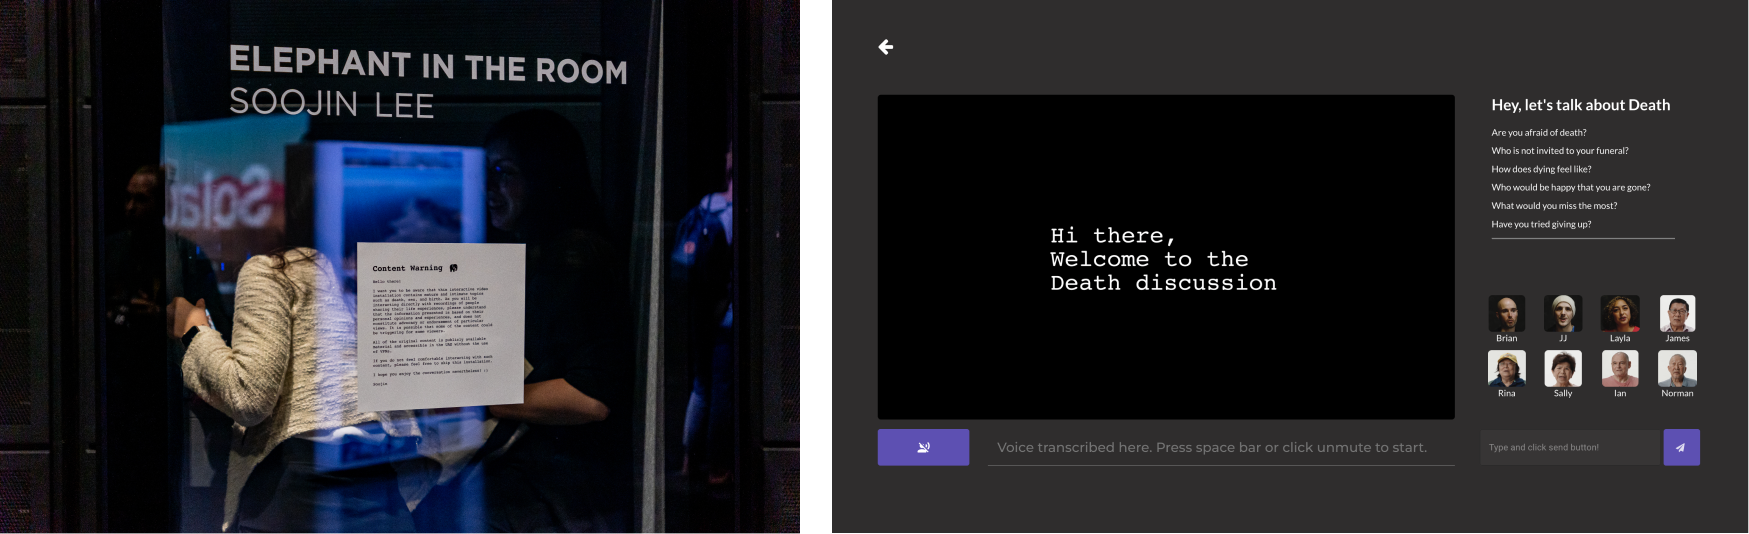 ELEPHANT IN THE ROOM
SOOJIN LEE
Sola
Content Warning
Hello there!
I want you to be aware that this interactive video
installation contains mature and intimate topics
such as death, sex, and birth. As you will be
interacting directly with recordings of people
sharing their life experiences, please understand
that the information presented is based on their
personal opinions and experiences, and does not
constitute advocacy or endorsement of particular
views. It is possible that some of the content could
be triggering for some viewers.
All of the original content is publicly available
material and accessible in the UAE without the use
of VPNs.
If you do not feel comfortable interacting with such
content, please feel free to skip this installation.
I hope you enjoy the conversation nevertheless! :)
Soojin
Hi there,
Welcome to the
Death discussion
Voice transcribed here. Press space bar or click unmute to start.
Hey, let's talk about Death
Are you afraid of death?
Who is not invited to your funeral?
How does dying feel like?
Who would be happy that you are gone?
What would you miss the most?
Have you tried giving up?
Brian JJ Layla James
Rina Sally Ian Norman
Type and click send button!